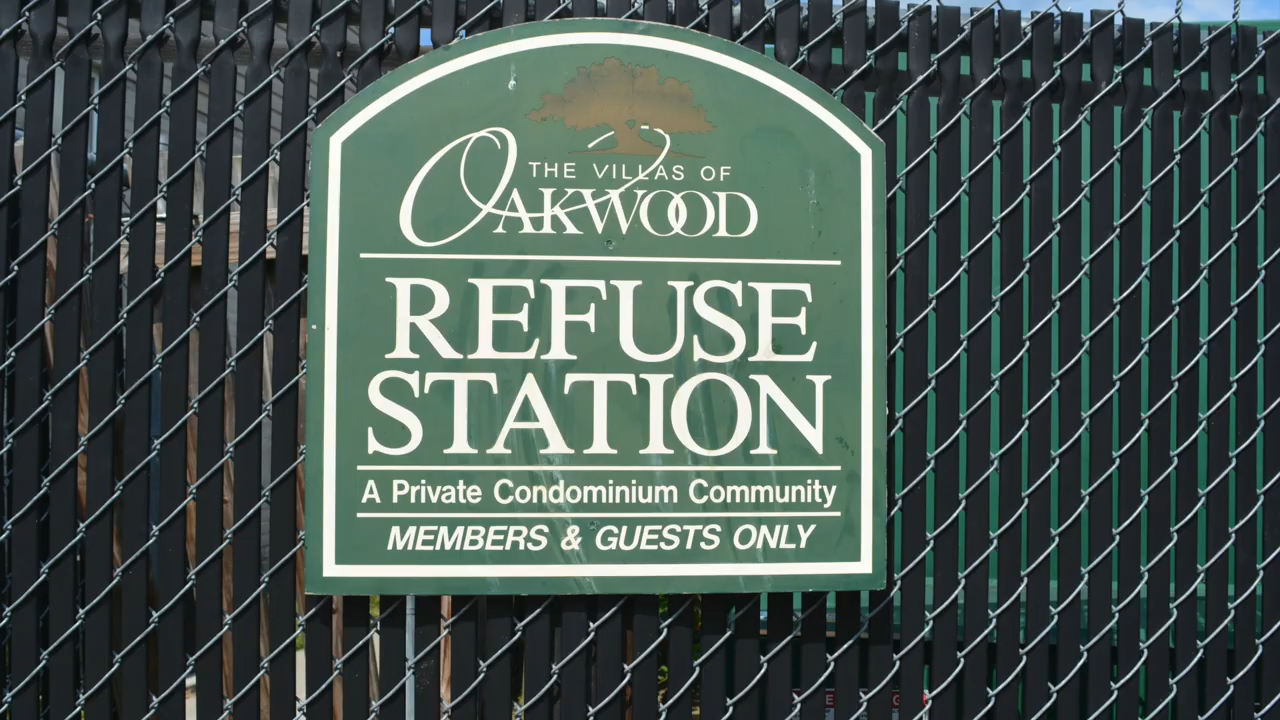 THE VILLAS OF
OAKWOOD
REFUSE
STATION
A Private Condominium Community
MEMBERS & GUESTS ONLY